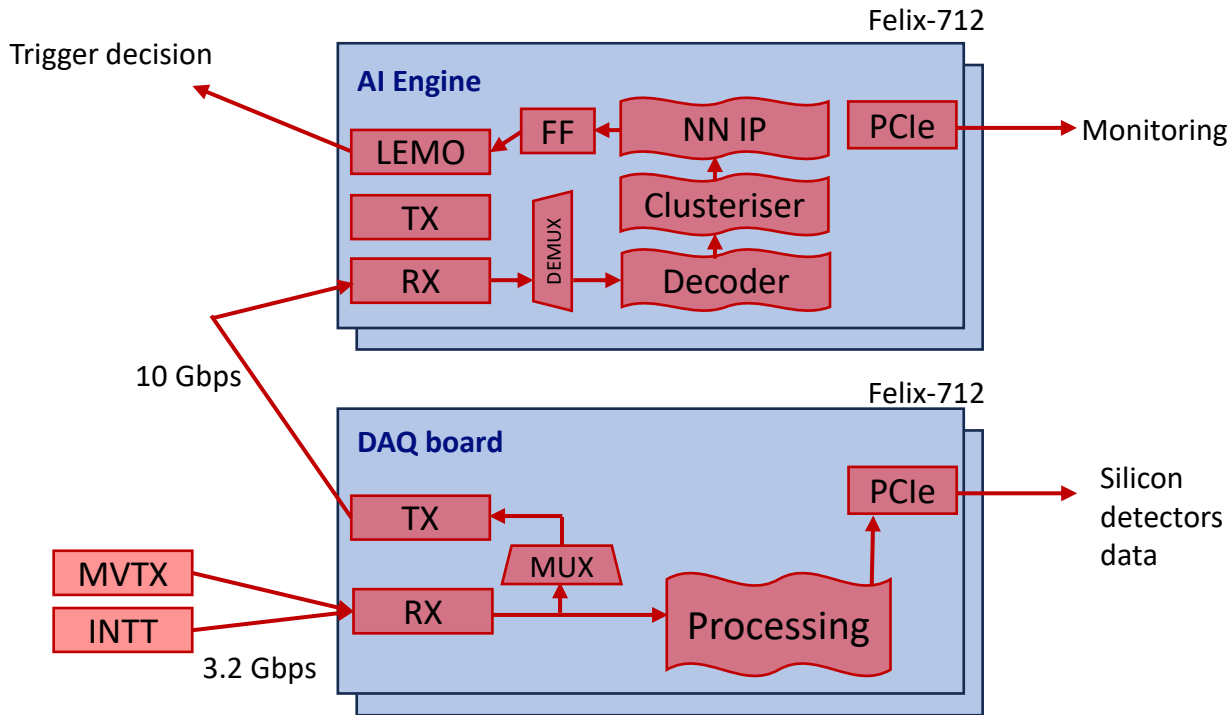 Felix-712
Trigger decision
AI Engine
LEMO
FF
NN IP
PCIe
Monitoring
TX
DEMUX
Clusteriser
RX
Decoder
10 Gbps
Felix-712
DAQ board
TX
PCIe
Silicon
detectors
data
MUX
MVTX
INTT
RX
Processing
3.2 Gbps